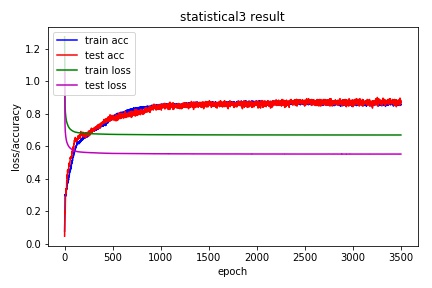 statistical3 result
train acc
test acc
train loss
test loss
loss/accuracy
1.2
1.0
0.8
0.6
0.4
0.2
0.0
0 500 1000 1500 2000 2500 3000 3500
epoch